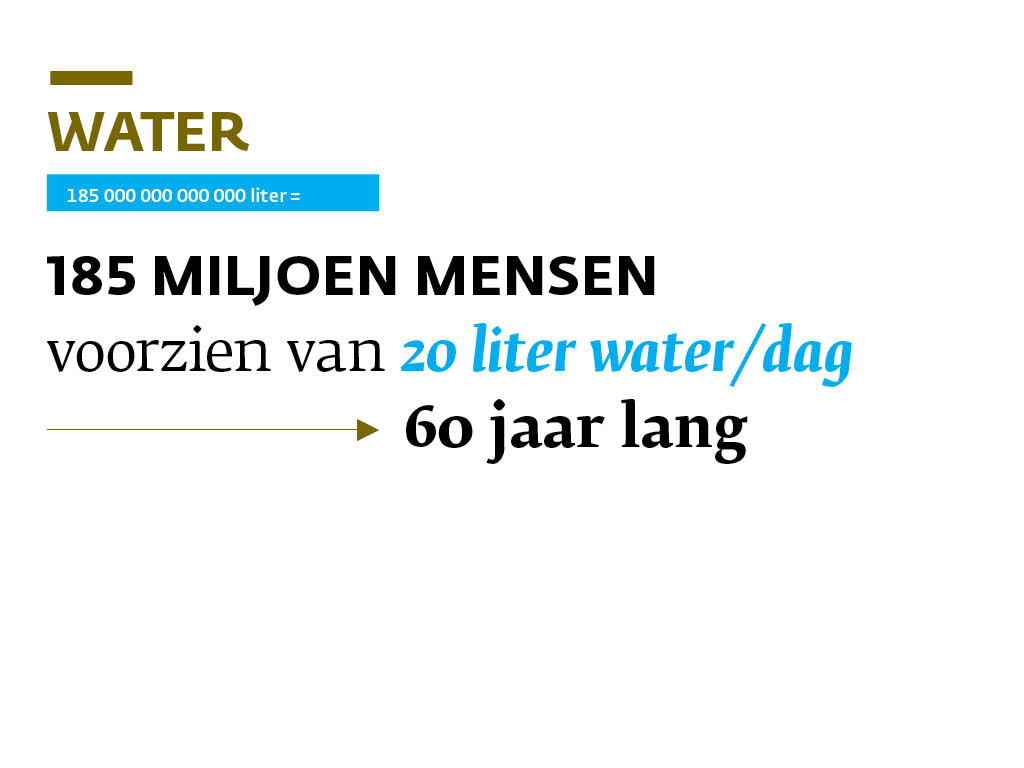 WATER
185 000 000 000 000 liter =
185 MILJOEN MENSEN
voorzien van 20 liter water/dag
60 jaar lang